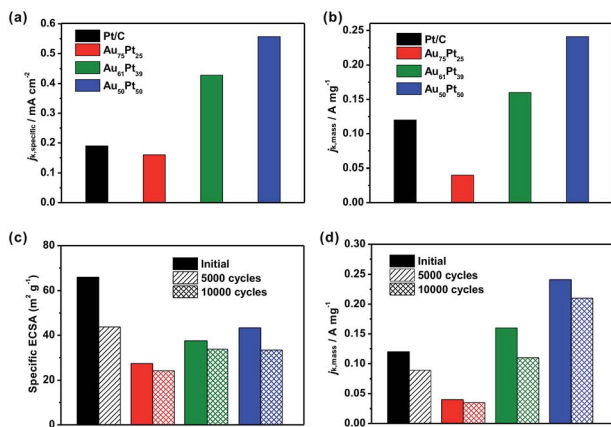 (a)
0.6
0.5
0.4
0.3
0.2
0.1
0.0
j k,specific / mA cm-2
Pt/C
Au75Pt25
Au61Pt39
Au50Pt50
(b)
0.25
0.20
0.15
0.10
0.05
0.00
j k,mass / A mg-1
Pt/C
Au75Pt25
Au61Pt39
Au50Pt50
(c)
80
60
40
20
0
Specific ECSA (m2 g-1)
Initial
5000 cycles
10000 cycles
(d)
0.30
0.25
0.20
0.15
0.10
0.05
0.00
j k,mass / A mg-1
Initial
5000 cycles
10000 cycles